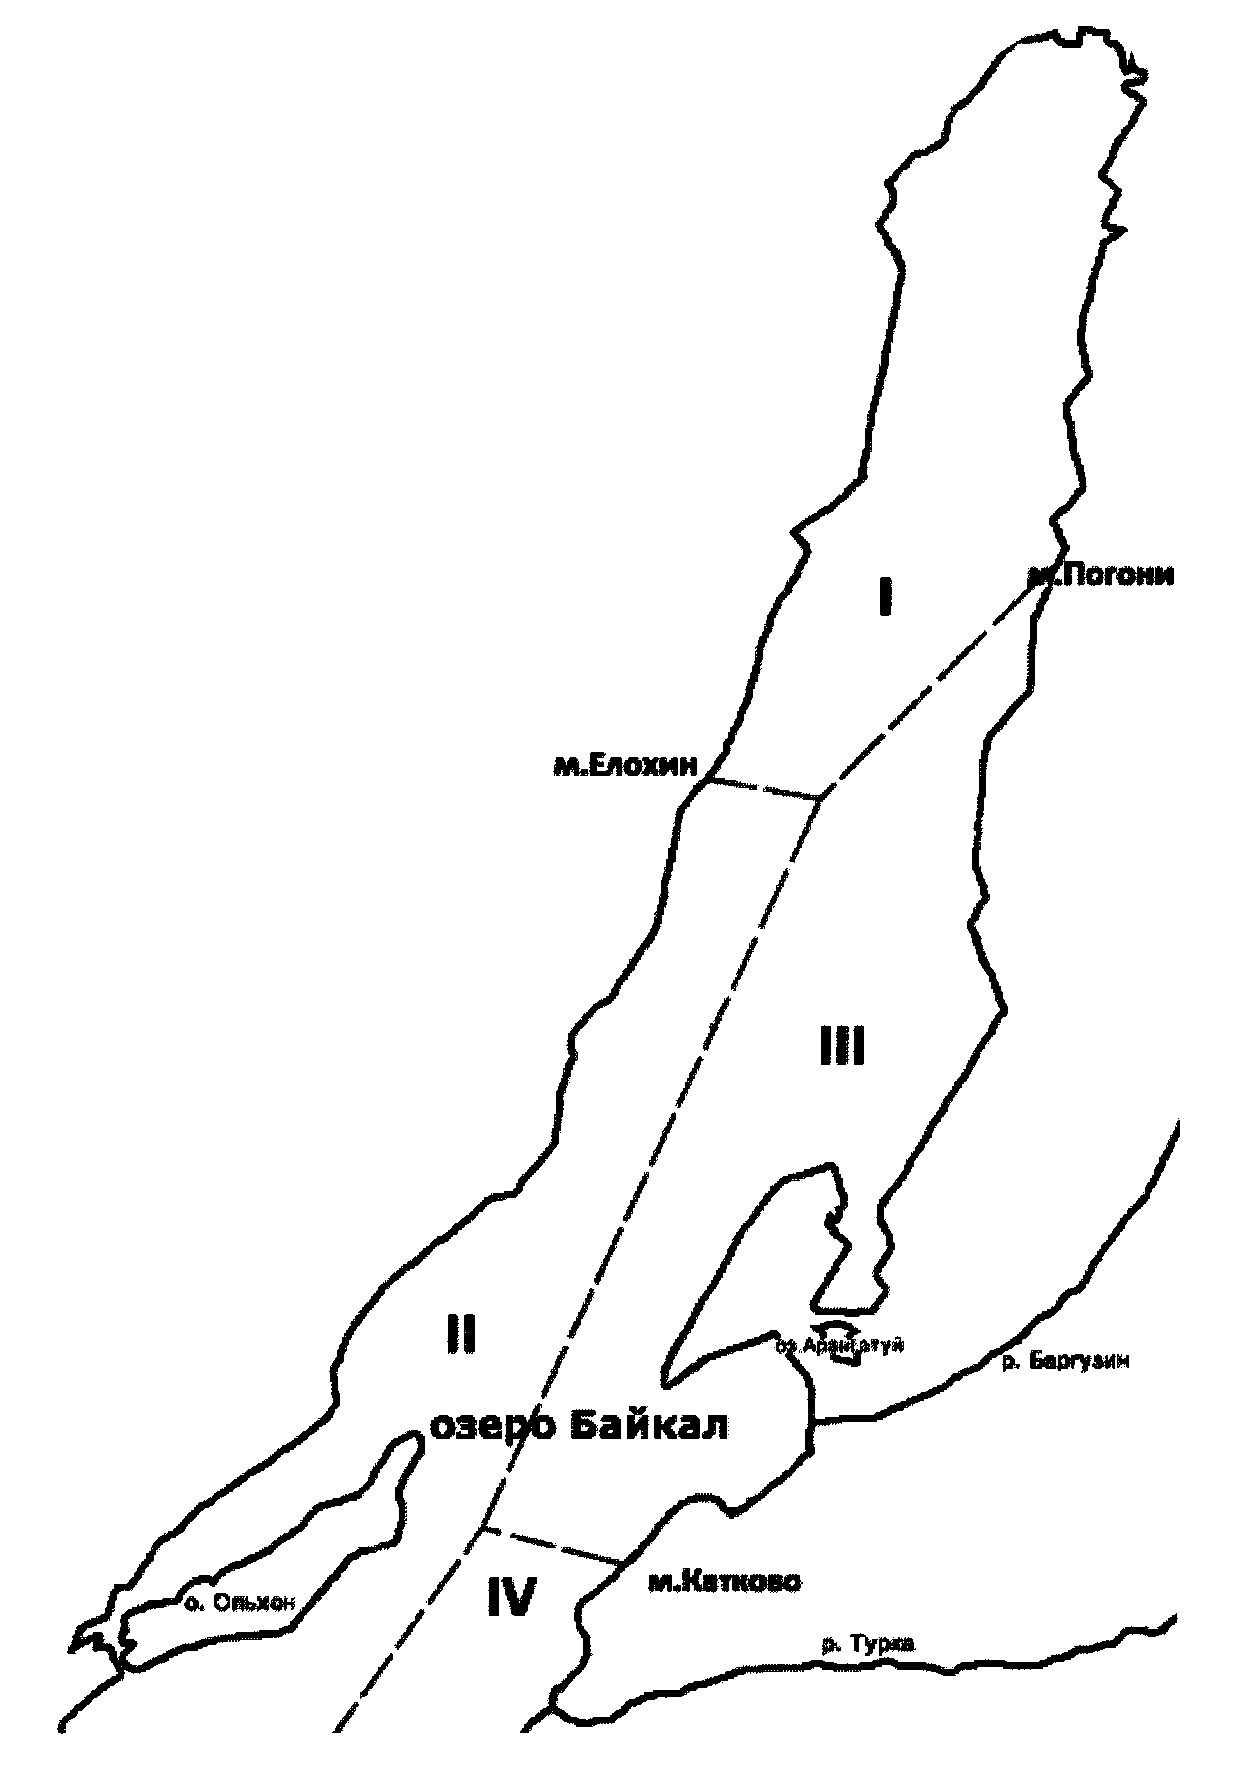 м.Погони
I
м.Елохин
III
II
оз.Арангатуй
р. Баргузин
озеро Байкал
м.Катково
IV
о. Ольхон
р. Турка